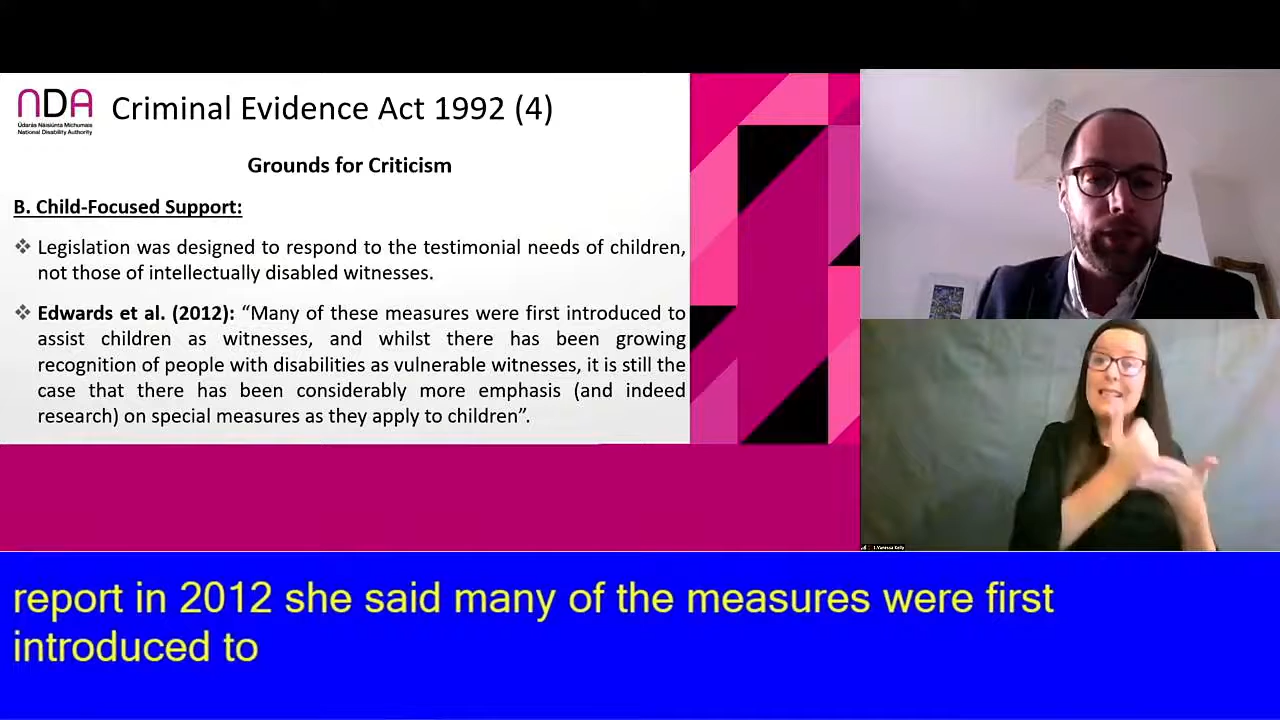 NDA
Údarás Náisiúnta Míchumais
National Disability Authority
Criminal Evidence Act 1992 (4)
Grounds for Criticism
B. Child-Focused Support:
❖ Legislation was designed to respond to the testimonial needs of children,
not those of intellectually disabled witnesses.
❖ Edwards et al. (2012): “Many of these measures were first introduced to
assist children as witnesses, and whilst there has been growing
recognition of people with disabilities as vulnerable witnesses, it is still the
case that there has been considerably more emphasis (and indeed
research) on special measures as they apply to children”.
report in 2012 she said many of the measures were first
introduced to